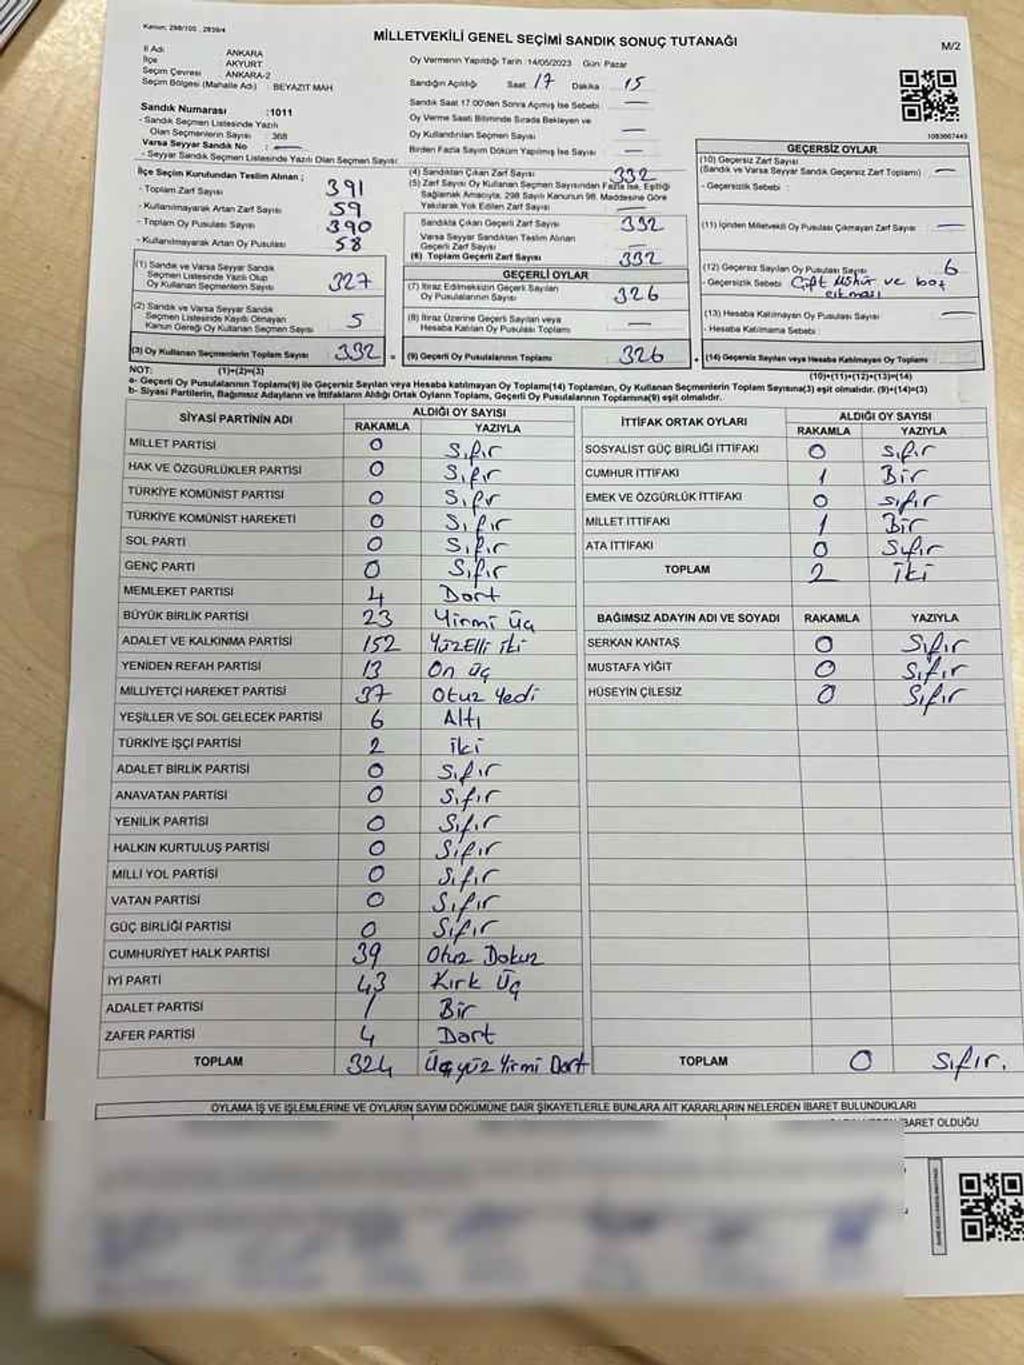 Kanun: 298/105 , 2839/4
MİLLETVEKİLİ GENEL SEÇİMİ SANDIK SONUÇ TUTANAĞI
M/2
İl Adı ANKARA
İlçe AKYURT
Seçim Çevresi ANKARA-2
Seçim Bölgesi (Mahalle Adı) BEYAZIT MAH
Sandık Numarası :1011
- Sandık Seçmen Listesinde Yazılı
Olan Seçmenlerin Sayısı : 368
Varsa Seyyar Sandık No : —
- Seyyar Sandık Seçmen Listesinde Yazılı Olan Seçmen Sayısı:
Oy Vermenin Yapıldığı Tarih :14/05/2023 Gün: Pazar
Sandığın Açıldığı Saat: 17 Dakika : 15
Sandık Saat 17:00'den Sonra Açmış İse Sebebi : —
Oy Verme Saati Bitiminde Sırada Bekleyen ve
Oy Kullandırılan Seçmen Sayısı : —
Birden Fazla Sayım Döküm Yapılmış İse Sayısı : —
1083667443
İlçe Seçim Kurulundan Teslim Alınan ;
- Toplam Zarf Sayısı : 391
- Kullanılmayarak Artan Zarf Sayısı : 59
- Toplam Oy Pusulası Sayısı : 390
- Kullanılmayarak Artan Oy Pusulası : 58
(1) Sandık ve Varsa Seyyar Sandık
Seçmen Listesinde Yazılı Olup
Oy Kullanan Seçmenlerin Sayısı : 327
(2) Sandık ve Varsa Seyyar Sandık
Seçmen Listesinde Kayıtlı Olmayan
Kanun Gereği Oy Kullanan Seçmen Sayısı : 5
(3) Oy Kullanan Seçmenlerin Toplam Sayısı : 332 =
(1)+(2)=(3)
(4) Sandıktan Çıkan Zarf Sayısı : 332
(5) Zarf Sayısı Oy Kullanan Seçmen Sayısından Fazla İse, Eşitliği
Sağlamak Amacıyla, 298 Sayılı Kanunun 98. Maddesine Göre
Yakılarak Yok Edilen Zarf Sayısı : —
Sandıkta Çıkan Geçerli Zarf Sayısı : 332
Varsa Seyyar Sandıktan Teslim Alınan
Geçerli Zarf Sayısı : —
(6) Toplam Geçerli Zarf Sayısı : 332
GEÇERLİ OYLAR
(7) İtiraz Edilmeksizin Geçerli Sayılan
Oy Pusulalarının Sayısı : 326
(8) İtiraz Üzerine Geçerli Sayılan veya
Hesaba Katılan Oy Pusulası Toplamı : —
(9) Geçerli Oy Pusulalarının Toplamı : 326 +
GEÇERSİZ OYLAR
(10) Geçersiz Zarf Sayısı
(Sandık ve Varsa Seyyar Sandık Geçersiz Zarf Toplamı) : —
- Geçersizlik Sebebi :
(11) İçinden Milletvekili Oy Pusulası Çıkmayan Zarf Sayısı : —
(12) Geçersiz Sayılan Oy Pusulası Sayısı : 6
- Geçersizlik Sebebi : Çift Mühür ve boş
çıkması
(13) Hesaba Katılmayan Oy Pusulası Sayısı : —
- Hesaba Katılmama Sebebi :
(14) Geçersiz Sayılan veya Hesaba Katılmayan Oy Toplamı :
(10)+(11)+(12)+(13)=(14)
NOT:
a- Geçerli Oy Pusulalarının Toplamı(9) ile Geçersiz Sayılan veya Hesaba katılmayan Oy Toplamı(14) Toplamları, Oy Kullanan Seçmenlerin Toplam Sayısına(3) eşit olmalıdır. (9)+(14)=(3)
b- Siyasi Partilerin, Bağımsız Adayların ve İttifakların Aldığı Ortak Oyların Toplamı, Geçerli Oy Pusulalarının Toplamına(9) eşit olmalıdır.
SİYASİ PARTİNİN ADI ALDIĞI OY SAYISI
RAKAMLA YAZIYLA
MİLLET PARTİSİ 0 Sıfır
HAK VE ÖZGÜRLÜKLER PARTİSİ 0 Sıfır
TÜRKİYE KOMÜNİST PARTİSİ 0 Sıfır
TÜRKİYE KOMÜNİST HAREKETİ 0 Sıfır
SOL PARTİ 0 Sıfır
GENÇ PARTİ 0 Sıfır
MEMLEKET PARTİSİ 4 Dört
BÜYÜK BİRLİK PARTİSİ 23 Yirmi üç
ADALET VE KALKINMA PARTİSİ 152 Yüzelli iki
YENİDEN REFAH PARTİSİ 13 On üç
MİLLİYETÇİ HAREKET PARTİSİ 37 Otuz yedi
YEŞİLLER VE SOL GELECEK PARTİSİ 6 Altı
TÜRKİYE İŞÇİ PARTİSİ 2 iki
ADALET BİRLİK PARTİSİ 0 Sıfır
ANAVATAN PARTİSİ 0 Sıfır
YENİLİK PARTİSİ 0 Sıfır
HALKIN KURTULUŞ PARTİSİ 0 Sıfır
MİLLİ YOL PARTİSİ 0 Sıfır
VATAN PARTİSİ 0 Sıfır
GÜÇ BİRLİĞİ PARTİSİ 0 Sıfır
CUMHURİYET HALK PARTİSİ 39 Otuz Dokuz
İYİ PARTİ 43 Kırk Üç
ADALET PARTİSİ 1 Bir
ZAFER PARTİSİ 4 Dört
TOPLAM 324 Üçyüz Yirmi Dört
İTTİFAK ORTAK OYLARI ALDIĞI OY SAYISI
RAKAMLA YAZIYLA
SOSYALİST GÜÇ BİRLİĞİ İTTİFAKI 0 Sıfır
CUMHUR İTTİFAKI 1 Bir
EMEK VE ÖZGÜRLÜK İTTİFAKI 0 sıfır
MİLLET İTTİFAKI 1 Bir
ATA İTTİFAKI 0 Sıfır
TOPLAM 2 iki
BAĞIMSIZ ADAYIN ADI VE SOYADI RAKAMLA YAZIYLA
SERKAN KANTAŞ 0 Sıfır
MUSTAFA YİĞİT 0 Sıfır
HÜSEYİN ÇİLESİZ 0 Sıfır
TOPLAM 0 Sıfır.
OYLAMA İŞ VE İŞLEMLERİNE VE OYLARIN SAYIM DÖKÜMÜNE DAİR ŞİKAYETLERLE BUNLARA AİT KARARLARIN NELERDEN İBARET BULUNDUKLARI
BARET OLDUĞU